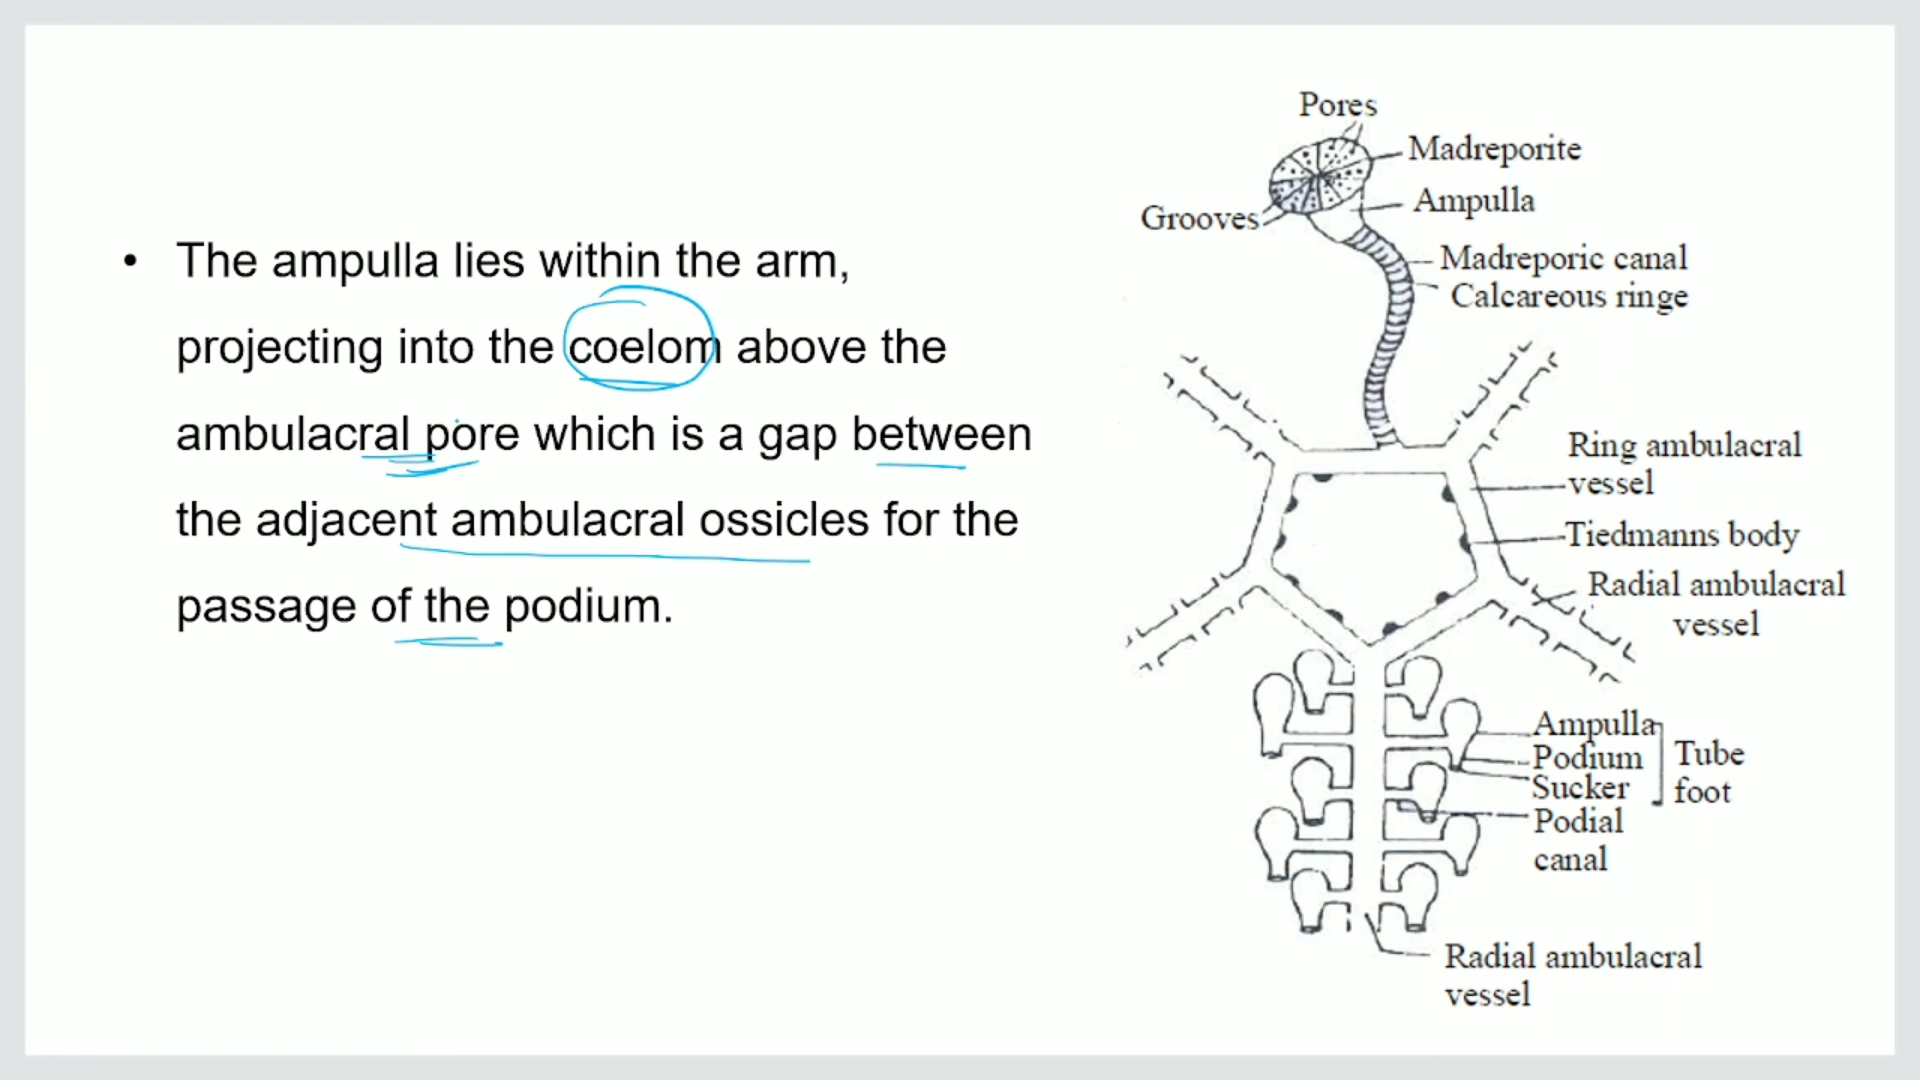 • The ampulla lies within the arm,
projecting into the coelom above the
ambulacral pore which is a gap between
the adjacent ambulacral ossicles for the
passage of the podium.
Pores
Madreporite
Ampulla
Grooves
Madreporic canal
Calcareous ringe
Ring ambulacral
vessel
Tiedmanns body
Radial ambulacral
vessel
Ampulla
Podium
Sucker
Tube
foot
Podial
canal
Radial ambulacral
vessel